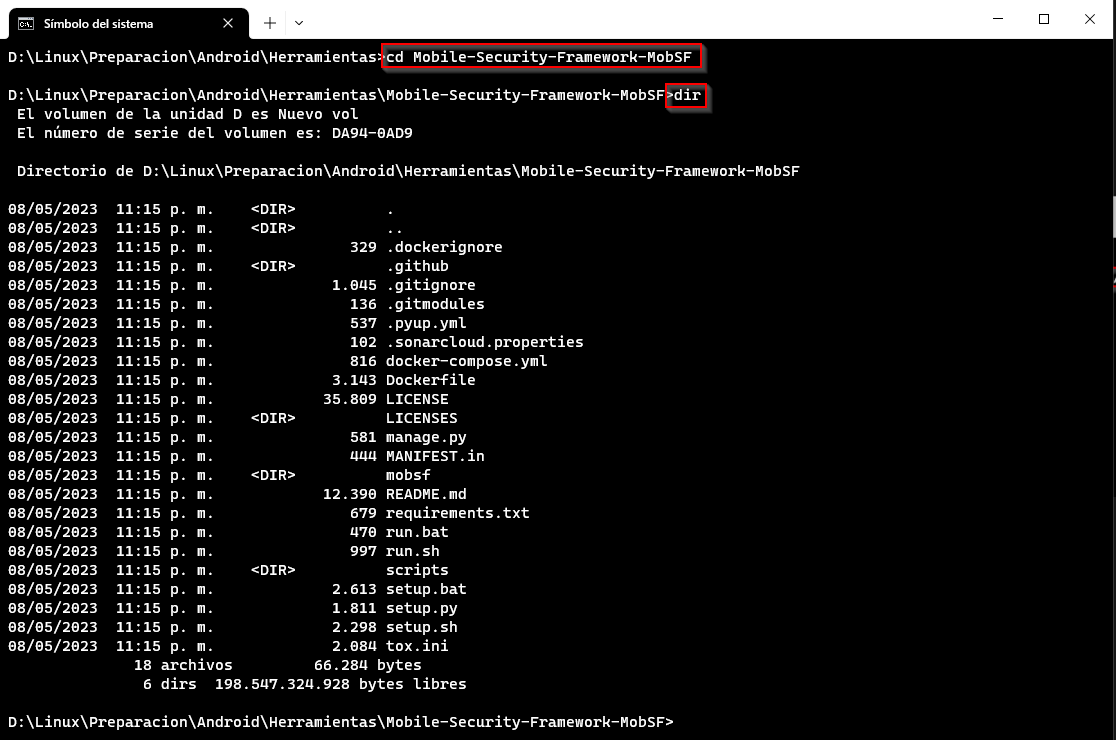 Símbolo del sistema
D:\Linux\Preparacion\Android\Herramientas>cd Mobile-Security-Framework-MobSF
D:\Linux\Preparacion\Android\Herramientas\Mobile-Security-Framework-MobSF>dir
 El volumen de la unidad D es Nuevo vol
 El número de serie del volumen es: DA94-0AD9
 Directorio de D:\Linux\Preparacion\Android\Herramientas\Mobile-Security-Framework-MobSF
08/05/2023  11:15 p. m.    <DIR>          .
08/05/2023  11:15 p. m.    <DIR>          ..
08/05/2023  11:15 p. m.               329 .dockerignore
08/05/2023  11:15 p. m.    <DIR>          .github
08/05/2023  11:15 p. m.             1.045 .gitignore
08/05/2023  11:15 p. m.               136 .gitmodules
08/05/2023  11:15 p. m.               537 .pyup.yml
08/05/2023  11:15 p. m.               102 .sonarcloud.properties
08/05/2023  11:15 p. m.               816 docker-compose.yml
08/05/2023  11:15 p. m.             3.143 Dockerfile
08/05/2023  11:15 p. m.            35.809 LICENSE
08/05/2023  11:15 p. m.    <DIR>          LICENSES
08/05/2023  11:15 p. m.               581 manage.py
08/05/2023  11:15 p. m.               444 MANIFEST.in
08/05/2023  11:15 p. m.    <DIR>          mobsf
08/05/2023  11:15 p. m.            12.390 README.md
08/05/2023  11:15 p. m.               679 requirements.txt
08/05/2023  11:15 p. m.               470 run.bat
08/05/2023  11:15 p. m.               997 run.sh
08/05/2023  11:15 p. m.    <DIR>          scripts
08/05/2023  11:15 p. m.             2.613 setup.bat
08/05/2023  11:15 p. m.             1.811 setup.py
08/05/2023  11:15 p. m.             2.298 setup.sh
08/05/2023  11:15 p. m.             2.084 tox.ini
              18 archivos         66.284 bytes
               6 dirs  198.547.324.928 bytes libres
D:\Linux\Preparacion\Android\Herramientas\Mobile-Security-Framework-MobSF>